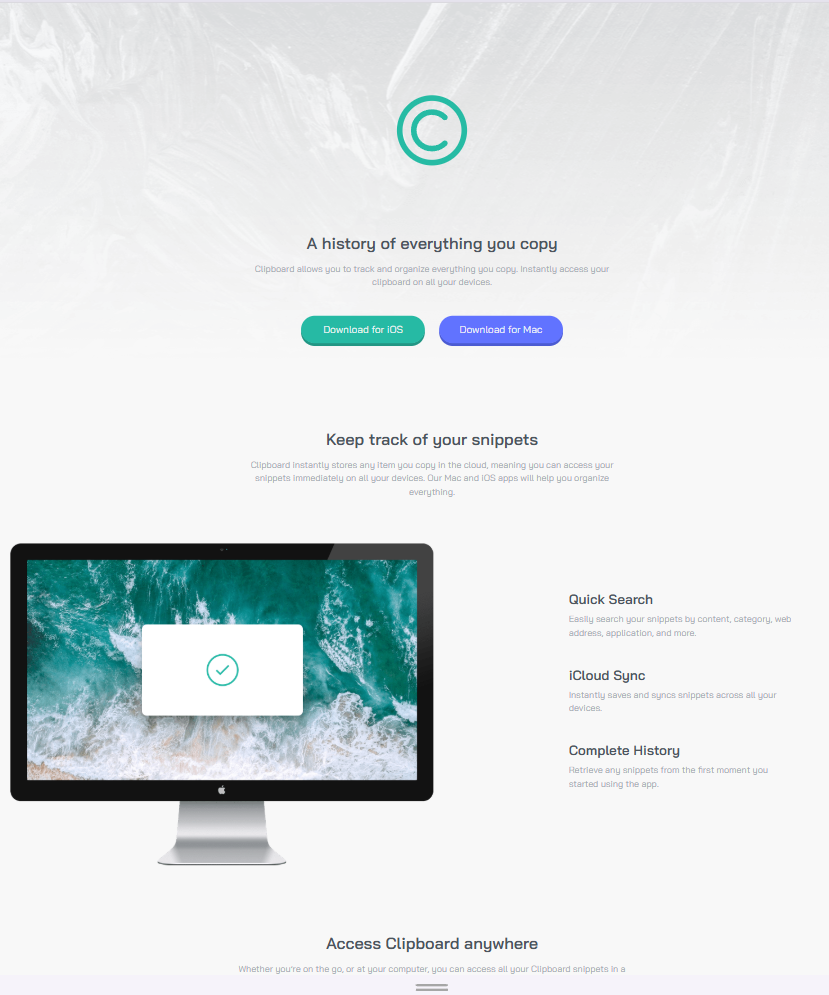 A history of everything you copy
Clipboard allows you to track and organize everything you copy. Instantly access your
clipboard on all your devices.
Download for iOS
Download for Mac
Keep track of your snippets
Clipboard instantly stores any item you copy in the cloud, meaning you can access your
snippets immediately on all your devices. Our Mac and iOS apps will help you organize
everything.
Quick Search
Easily search your snippets by content, category, web
address, application, and more.
iCloud Sync
Instantly saves and syncs snippets across all your
devices.
Complete History
Retrieve any snippets from the first moment you
started using the app.
Access Clipboard anywhere
Whether you're on the go, or at your computer, you can access all your Clipboard snippets in a